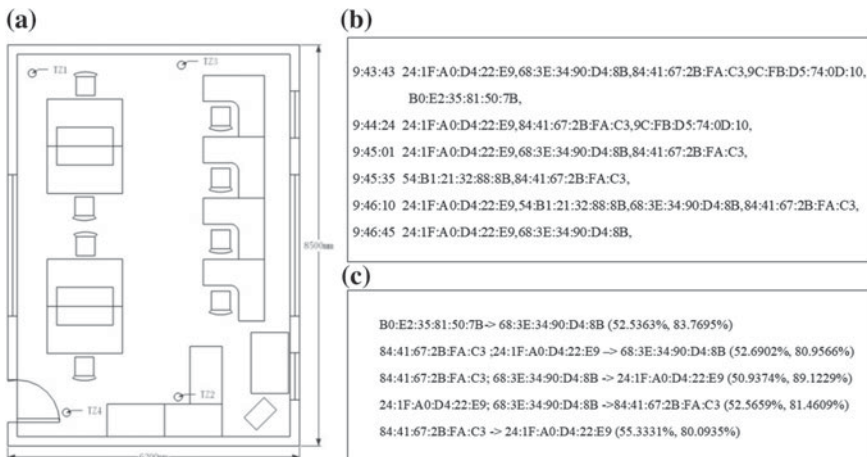 (a)
TZ1
TZ3
8500mm
TZ2
TZ4
(b)
9:43:43 24:1F:A0:D4:22:E9,68:3E:34:90:D4:8B,84:41:67:2B:FA:C3,9C:FB:D5:74:0D:10,
B0:E2:35:81:50:7B,
9:44:24 24:1F:A0:D4:22:E9,84:41:67:2B:FA:C3,9C:FB:D5:74:0D:10,
9:45:01 24:1F:A0:D4:22:E9,68:3E:34:90:D4:8B,84:41:67:2B:FA:C3,
9:45:35 54:B1:21:32:88:8B,84:41:67:2B:FA:C3,
9:46:10 24:1F:A0:D4:22:E9,54:B1:21:32:88:8B,68:3E:34:90:D4:8B,84:41:67:2B:FA:C3,
9:46:45 24:1F:A0:D4:22:E9,68:3E:34:90:D4:8B,
(c)
B0:E2:35:81:50:7B-> 68:3E:34:90:D4:8B (52.5363%, 83.7695%)
84:41:67:2B:FA:C3 ;24:1F:A0:D4:22:E9 –> 68:3E:34:90:D4:8B (52.6902%, 80.9566%)
84:41:67:2B:FA:C3; 68:3E:34:90:D4:8B -> 24:1F:A0:D4:22:E9 (50.9374%, 89.1229%)
24:1F:A0:D4:22:E9; 68:3E:34:90:D4:8B ->84:41:67:2B:FA:C3 (52.5659%, 81.4609%)
84:41:67:2B:FA:C3 -> 24:1F:A0:D4:22:E9 (55.3331%, 80.0935%)